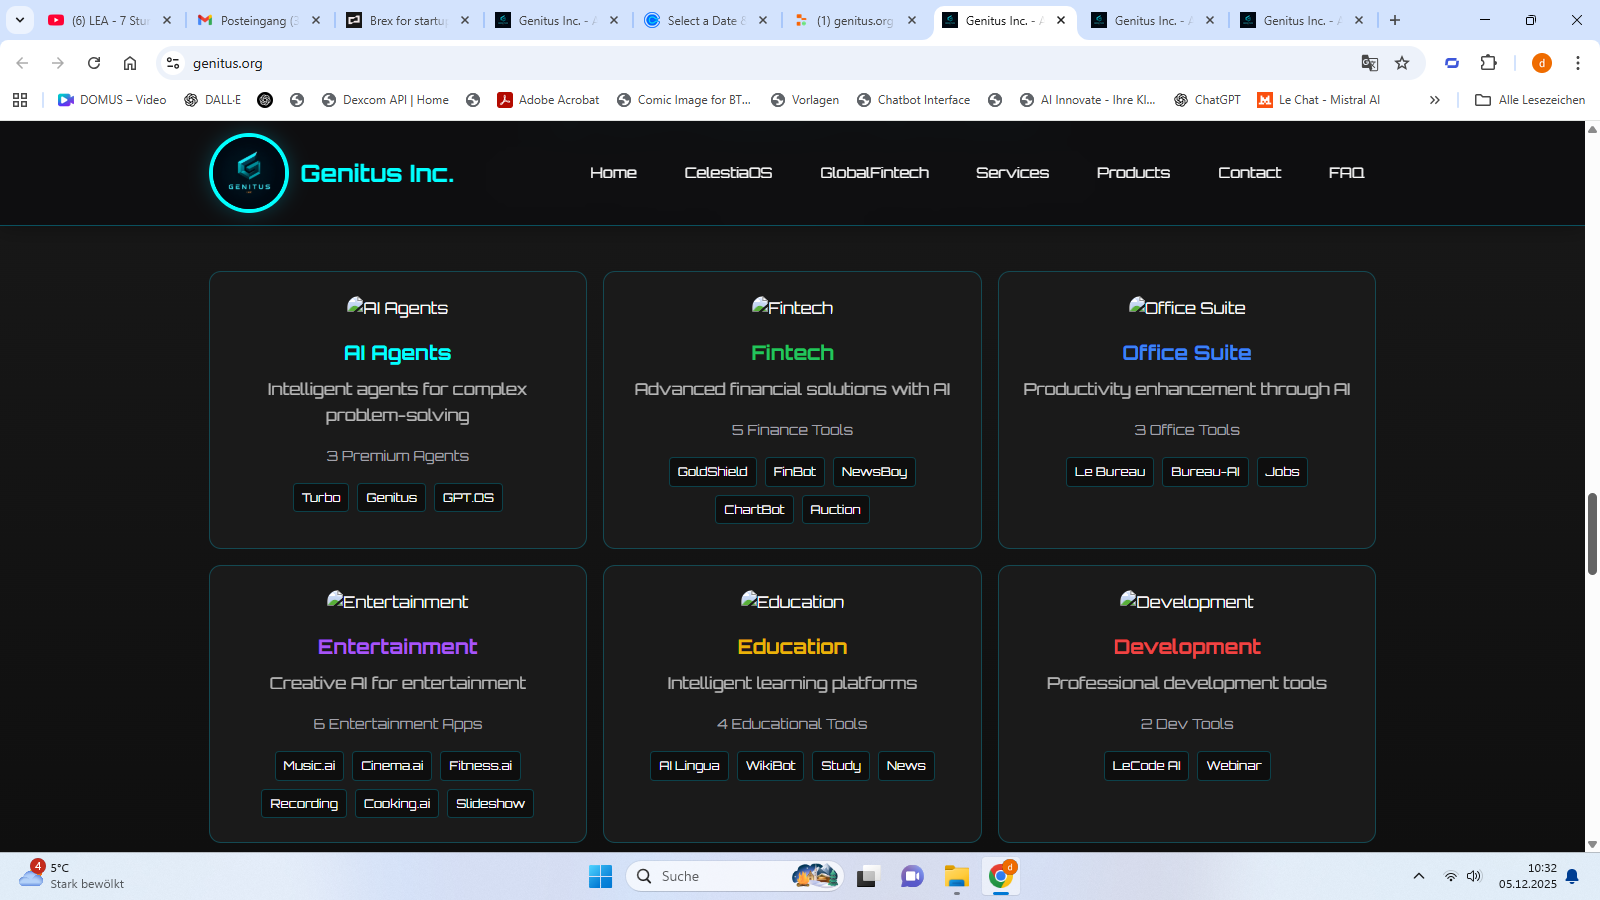 (6) LEA - 7 Stur
Posteingang (3
Brex for startup
Genitus Inc. - A
Select a Date &
(1) genitus.org
Genitus Inc. - A
Genitus Inc. - A
Genitus Inc. - A
genitus.org
d
DOMUS – Video
DALL·E
Dexcom API | Home
Adobe Acrobat
Comic Image for BT...
Vorlagen
Chatbot Interface
AI Innovate - Ihre KI...
ChatGPT
Le Chat - Mistral AI
Alle Lesezeichen
GENITUS
Genitus Inc.
Home
CelestiaOS
GlobalFintech
Services
Products
Contact
FAQ
AI Agents
AI Agents
Intelligent agents for complex
problem-solving
3 Premium Agents
Turbo
Genitus
GPT.OS
Fintech
Fintech
Advanced financial solutions with AI
5 Finance Tools
GoldShield
FinBot
NewsBoy
ChartBot
Auction
Office Suite
Office Suite
Productivity enhancement through AI
3 Office Tools
Le Bureau
Bureau-AI
Jobs
Entertainment
Entertainment
Creative AI for entertainment
6 Entertainment Apps
Music.ai
Cinema.ai
Fitness.ai
Recording
Cooking.ai
Slideshow
Education
Education
Intelligent learning platforms
4 Educational Tools
AI Lingua
WikiBot
Study
News
Development
Development
Professional development tools
2 Dev Tools
LeCode AI
Webinar
4
5°C
Stark bewölkt
Suche
d
10:32
05.12.2025